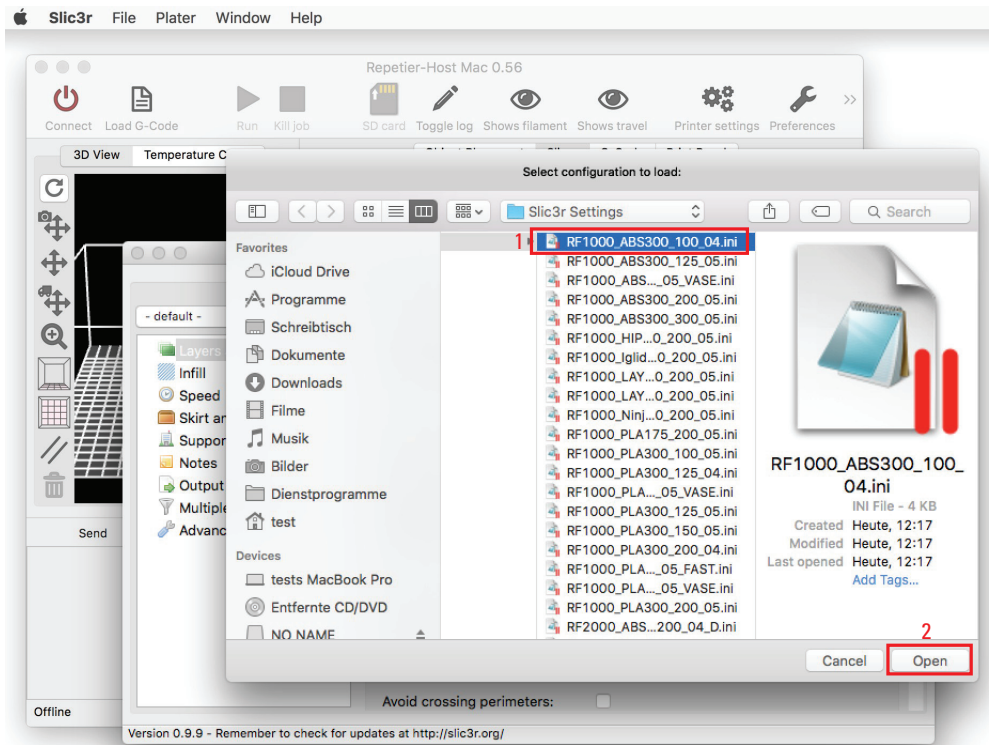 Slic3r File Plater Window Help
Repetier-Host Mac 0.56
Connect Load G-Code Run Kill job SD card Toggle log Shows filament Shows travel Printer settings Preferences
3D View Temperature C
Select configuration to load:
Slic3r Settings
Search
Favorites
iCloud Drive
Programme
Schreibtisch
Dokumente
Downloads
Filme
Musik
Bilder
Dienstprogramme
test
Devices
tests MacBook Pro
Entfernte CD/DVD
NO NAME
1
RF1000_ABS300_100_04.ini
RF1000_ABS300_125_05.ini
RF1000_ABS..._05_VASE.ini
RF1000_ABS300_200_05.ini
RF1000_ABS300_300_05.ini
RF1000_HIP...0_200_05.ini
RF1000_Iglid...0_200_05.ini
RF1000_LAY...0_200_05.ini
RF1000_LAY...0_200_05.ini
RF1000_Ninj...0_200_05.ini
RF1000_PLA175_200_05.ini
RF1000_PLA300_100_05.ini
RF1000_PLA300_125_04.ini
RF1000_PLA..._05_VASE.ini
RF1000_PLA300_125_05.ini
RF1000_PLA300_150_05.ini
RF1000_PLA300_200_04.ini
RF1000_PLA..._05_FAST.ini
RF1000_PLA..._05_VASE.ini
RF1000_PLA300_200_05.ini
RF2000_ABS...200_04_D.ini
RF1000_ABS300_100_
04.ini
INI File - 4 KB
Created Heute, 12:17
Modified Heute, 12:17
Last opened Heute, 12:17
Add Tags...
2
Cancel Open
- default -
Layers
Infill
Speed
Skirt ar
Suppor
Notes
Output
Multiple
Advanc
Send
Avoid crossing perimeters:
Offline
Version 0.9.9 - Remember to check for updates at http://slic3r.org/